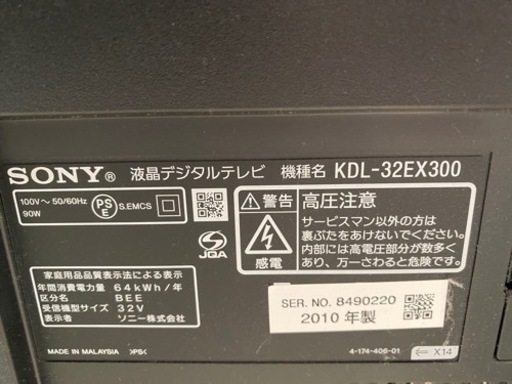 SONY® 液晶デジタルテレビ 機種名 KDL-32EX300
100V～ 50/60Hz
90W
PS
E
S.EMCS
JQA
警告 高圧注意
感電
サービスマン以外の方は
裏ぶたをあけないでください。
内部には高電圧部分が数多く
あり、万一さわると危険です。
家庭用品品質表示法による表示
年間消費電力量 64kWh/年
区分名 BEE
受信機型サイズ 32V
表示者 ソニー株式会社
SER. NO. 8490220
2010 年製
MADE IN MALAYSIA >PS<
4-174-406-01
X14